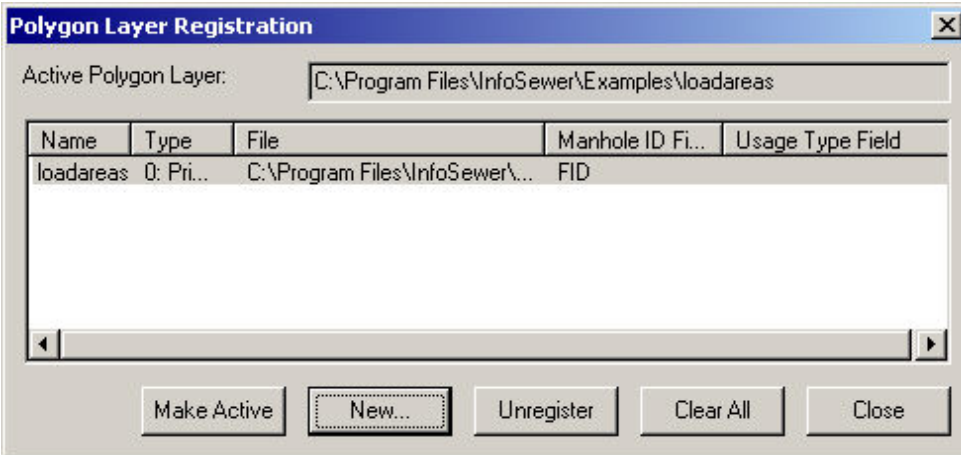 Polygon Layer Registration
Active Polygon Layer: C:\Program Files\InfoSewer\Examples\loadareas
Name Type File Manhole ID Fi... Usage Type Field
loadareas 0: Pri... C:\Program Files\InfoSewer\... FID
Make Active New... Unregister Clear All Close